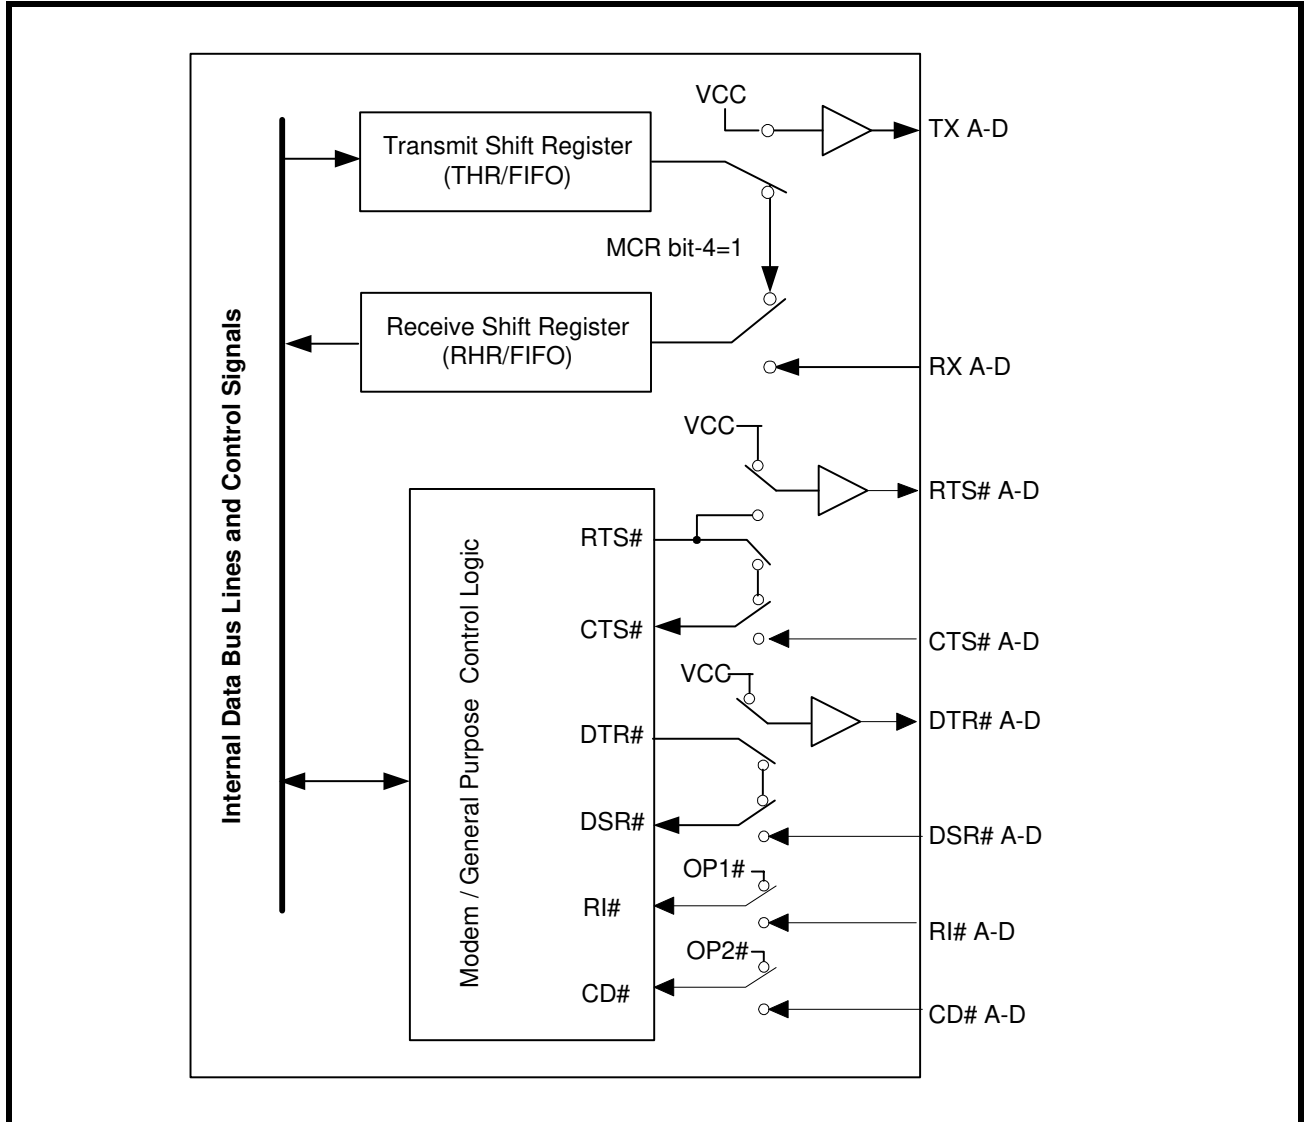 VCC
TX A-D
Transmit Shift Register
(THR/FIFO)
MCR bit-4=1
Receive Shift Register
(RHR/FIFO)
RX A-D
Internal Data Bus Lines and Control Signals
VCC
RTS# A-D
Modem / General Purpose Control Logic
RTS#
CTS#
CTS# A-D
VCC
DTR#
DTR# A-D
DSR#
DSR# A-D
OP1#
RI#
RI# A-D
OP2#
CD#
CD# A-D